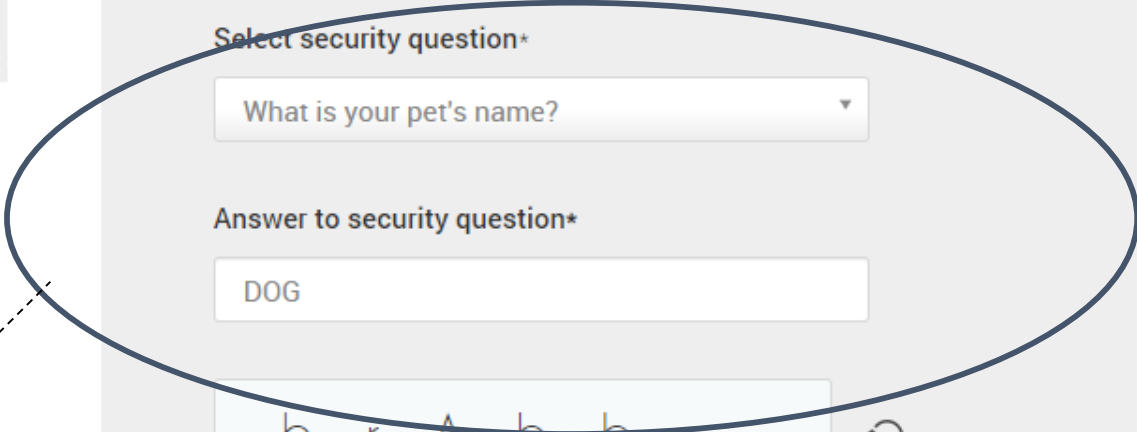 Select security question*
What is your pet's name?
Answer to security question*
DOG